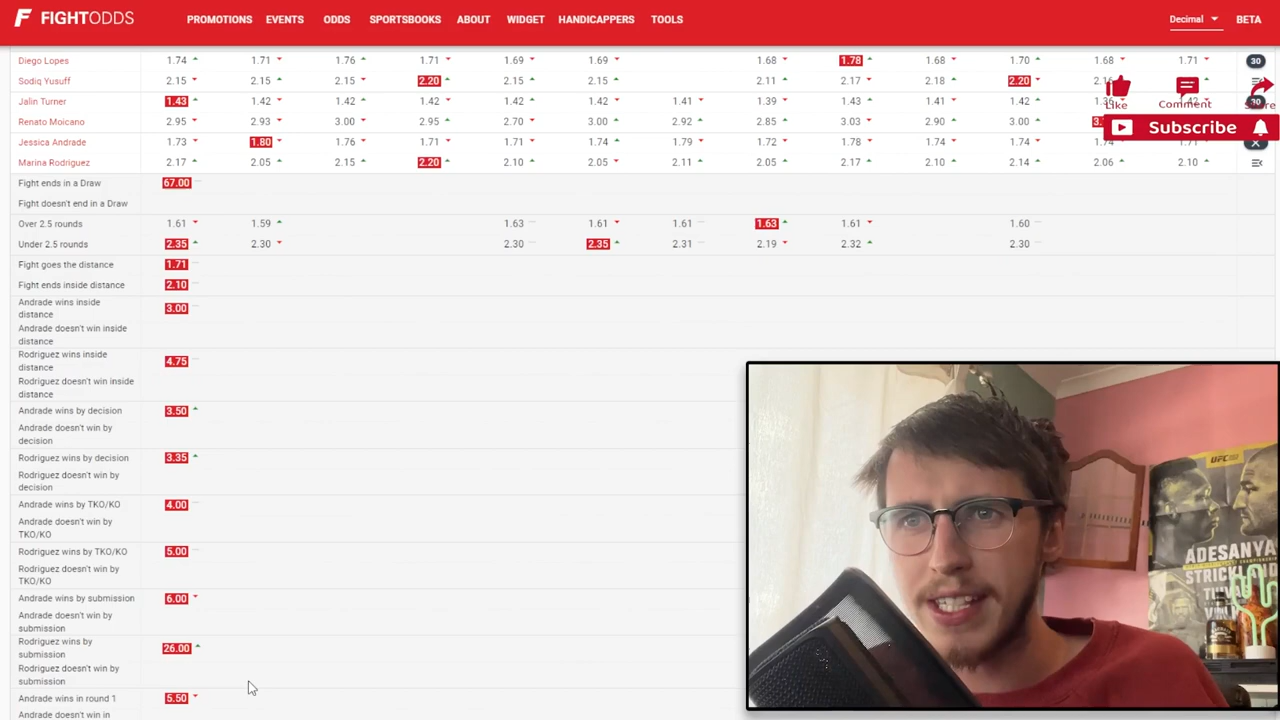 FIGHTODDS PROMOTIONS EVENTS ODDS SPORTSBOOKS ABOUT WIDGET HANDICAPPERS TOOLS Decimal BETA
Diego Lopes 1.74 1.71 1.76 1.71 1.69 1.69 1.68 1.78 1.68 1.70 1.68 1.71 30
Sodiq Yusuff 2.15 2.15 2.15 2.20 2.15 2.15 2.11 2.17 2.18 2.20
Jalin Turner 1.43 1.42 1.42 1.42 1.42 1.42 1.41 1.39 1.43 1.41 1.42 1.42 30
Like Comment
Renato Moicano 2.95 2.93 3.00 2.95 2.70 3.00 2.92 2.85 3.03 2.90 3.00
Subscribe
Jessica Andrade 1.73 1.80 1.76 1.71 1.71 1.74 1.79 1.72 1.78 1.71 1.74 1.74 1.71
Marina Rodriguez 2.17 2.05 2.15 2.20 2.10 2.05 2.11 2.05 2.17 2.10 2.14 2.06 2.10
Fight ends in a Draw 67.00
Fight doesn't end in a Draw
Over 2.5 rounds 1.61 1.59 1.63 1.61 1.61 1.63 1.61 1.60
Under 2.5 rounds 2.35 2.30 2.30 2.35 2.31 2.19 2.32 2.30
Fight goes the distance 1.71
Fight ends inside distance 2.10
Andrade wins inside
distance 3.00
Andrade doesn't win inside
distance
Rodriguez wins inside
distance 4.75
Rodriguez doesn't win inside
distance
Andrade wins by decision 3.50
Andrade doesn't win by
decision
Rodriguez wins by decision 3.35
Rodriguez doesn't win by
decision
Andrade wins by TKO/KO 4.00
Andrade doesn't win by
TKO/KO
Rodriguez wins by TKO/KO 5.00
Rodriguez doesn't win by
TKO/KO
Andrade wins by submission 6.00
Andrade doesn't win by
submission
Rodriguez wins by
submission 26.00
Rodriguez doesn't win by
submission
Andrade wins in round 1 5.50
Andrade doesn't win in
UFC
ADESANYA